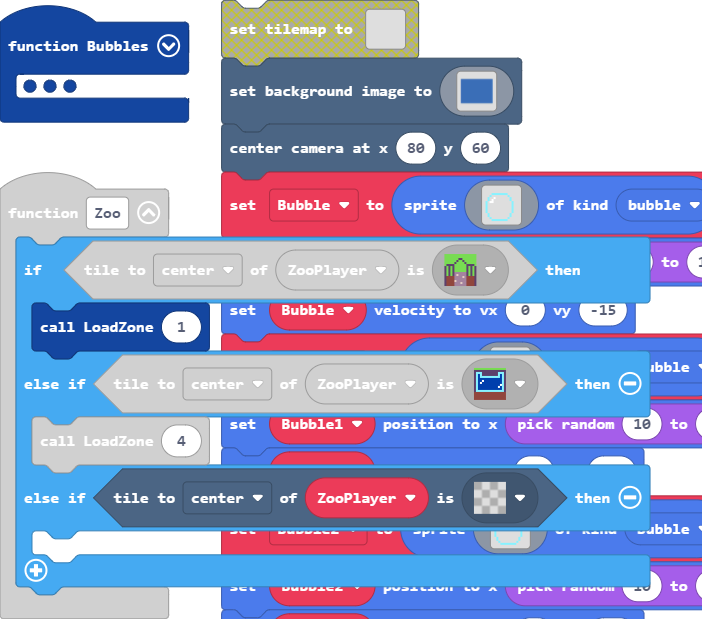 function Bubbles
set tilemap to
set background image to
center camera at x 80 y 60
set Bubble to sprite of kind bubble
function Zoo
to 1
if tile to center of ZooPlayer is then
set Bubble velocity to vx 0 vy -15
call LoadZone 1
else if tile to center of ZooPlayer is then
set Bubble1 position to x pick random 10 to
call LoadZone 4
else if tile to center of ZooPlayer is then
set Bubble2 to sprite of kind bubble
set Bubble2 position to x pick random 10 to